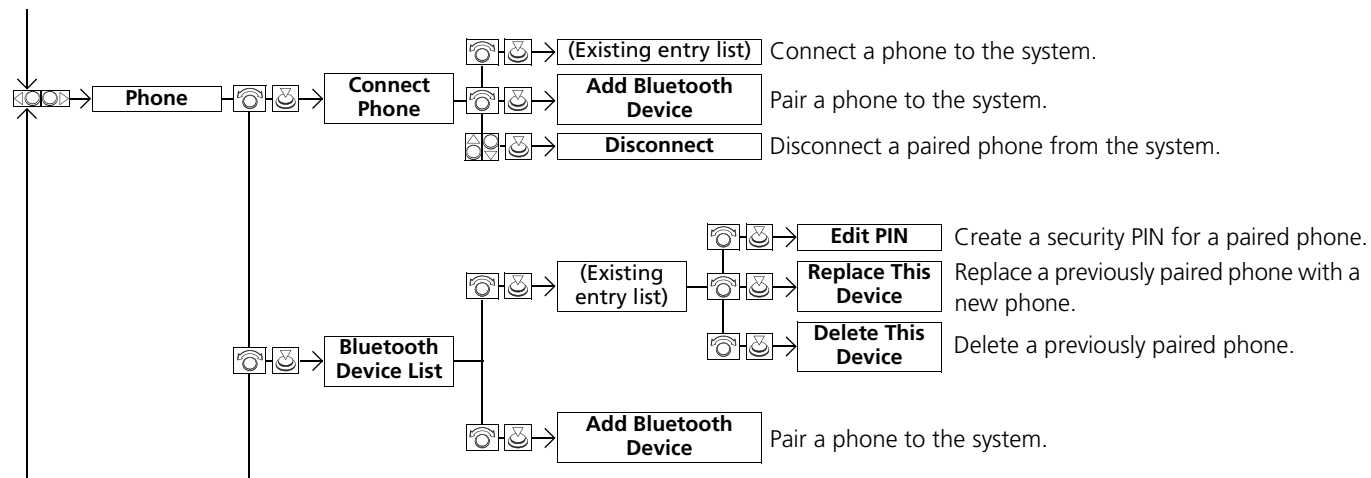 (Existing entry list) Connect a phone to the system.
Phone
Connect
Phone
Add Bluetooth
Device
Pair a phone to the system.
Disconnect Disconnect a paired phone from the system.
Edit PIN Create a security PIN for a paired phone.
(Existing
entry list)
Replace This
Device
Replace a previously paired phone with a
new phone.
Delete This
Device
Delete a previously paired phone.
Bluetooth
Device List
Add Bluetooth
Device
Pair a phone to the system.